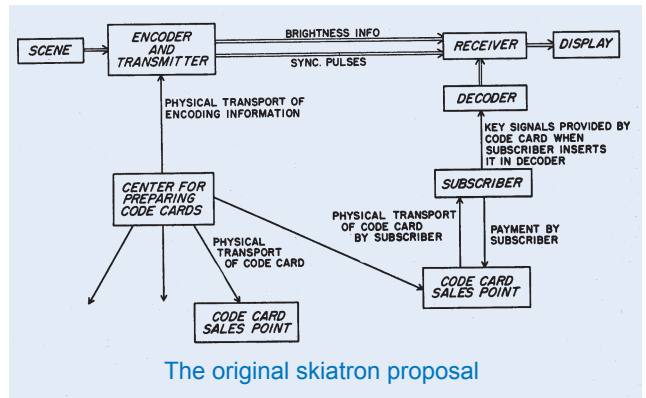 SCENE
ENCODER
AND
TRANSMITTER
BRIGHTNESS INFO
SYNC. PULSES
RECEIVER
DISPLAY
DECODER
PHYSICAL TRANSPORT OF
ENCODING INFORMATION
KEY SIGNALS PROVIDED BY
CODE CARD WHEN
SUBSCRIBER INSERTS
IT IN DECODER
CENTER FOR
PREPARING
CODE CARDS
SUBSCRIBER
PHYSICAL TRANSPORT
OF CODE CARD
BY SUBSCRIBER
PAYMENT BY
SUBSCRIBER
PHYSICAL
TRANSPORT
OF CODE CARD
CODE CARD
SALES POINT
CODE CARD
SALES POINT
The original skiatron proposal